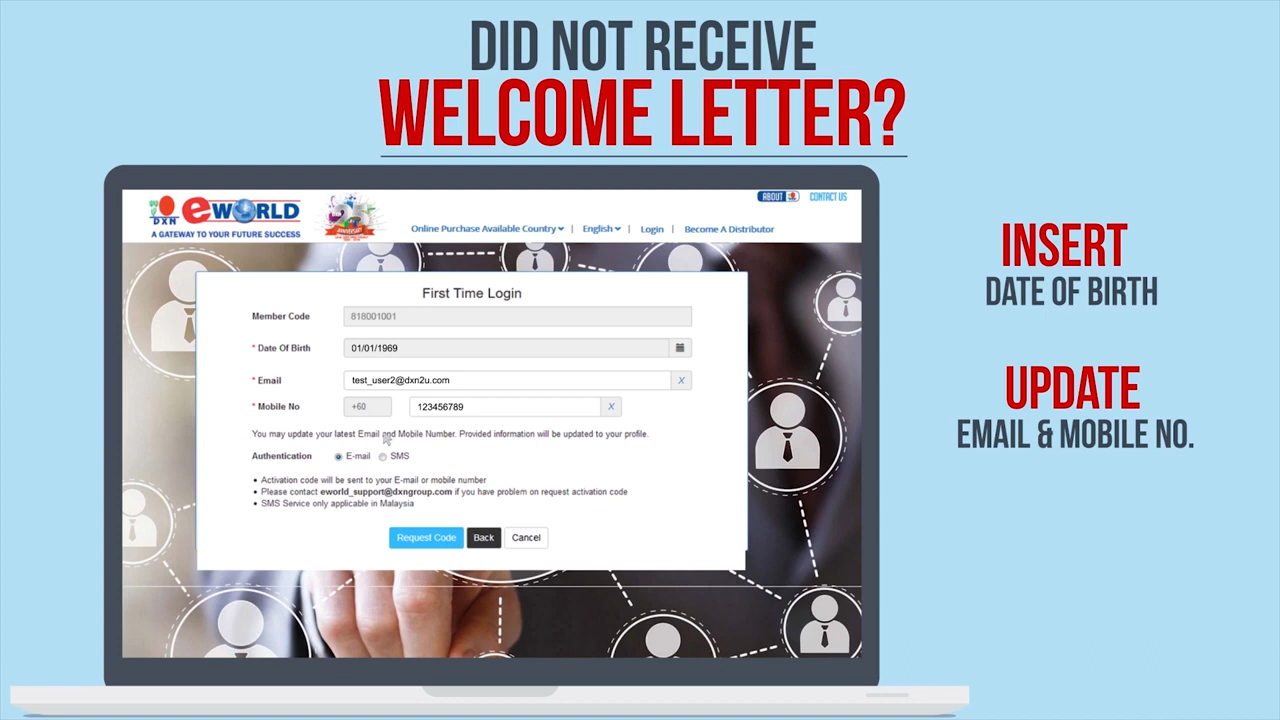 DID NOT RECEIVE
WELCOME LETTER?
ABOUT
CONTACT US
DXN
eWORLD
A GATEWAY TO YOUR FUTURE SUCCESS
ANNIVERSARY
Online Purchase Available Country | English | Login | Become A Distributor
First Time Login
Member Code 818001001
* Date Of Birth 01/01/1969
* Email test_user2@dxn2u.com X
* Mobile No +60 123456789 X
You may update your latest Email and Mobile Number. Provided information will be updated to your profile.
Authentication E-mail SMS
• Activation code will be sent to your E-mail or mobile number
• Please contact eworld_support@dxngroup.com if you have problem on request activation code
• SMS Service only applicable in Malaysia
Request Code Back Cancel
INSERT
DATE OF BIRTH
UPDATE
EMAIL & MOBILE NO.